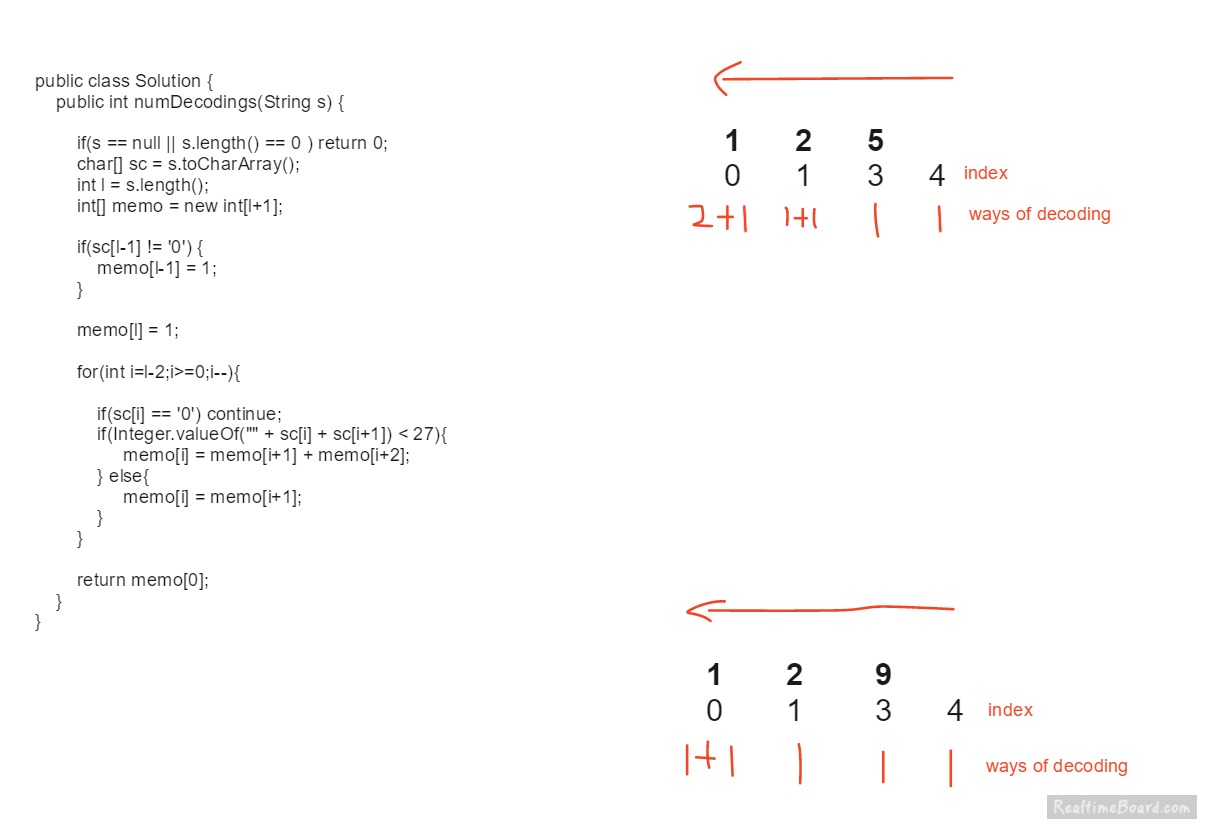 public class Solution {
public int numDecodings(String s) {
if(s == null || s.length() == 0 ) return 0;
char[] sc = s.toCharArray();
int l = s.length();
int[] memo = new int[l+1];
if(sc[l-1] != '0') {
memo[l-1] = 1;
}
memo[l] = 1;
for(int i=l-2;i>=0;i--){
if(sc[i] == '0') continue;
if(Integer.valueOf("" + sc[i] + sc[i+1]) < 27){
memo[i] = memo[i+1] + memo[i+2];
} else{
memo[i] = memo[i+1];
}
}
return memo[0];
}
}
1 2 5
0 1 3 4 index
2+1 1+1 1 1 ways of decoding
1 2 9
0 1 3 4 index
1+1 1 1 1 ways of decoding
RealtimeBoard.com